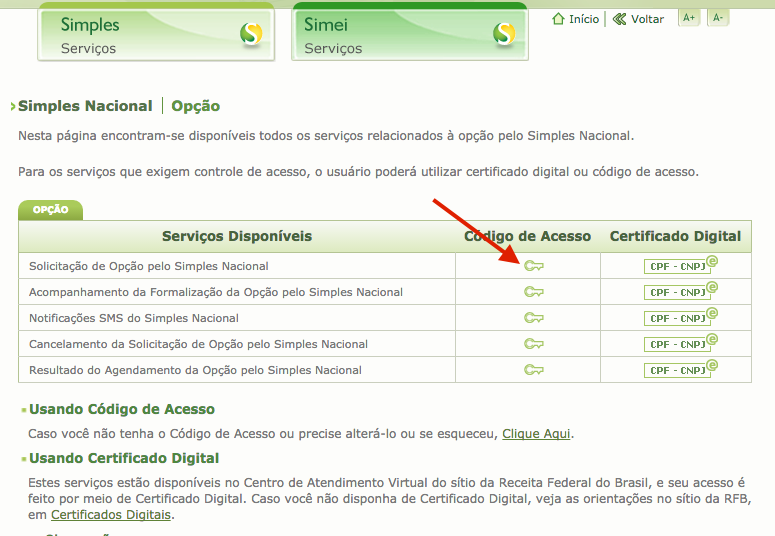 Simples
Serviços
Simei
Serviços
Início
Voltar
A+
A-
Simples Nacional | Opção
Nesta página encontram-se disponíveis todos os serviços relacionados à opção pelo Simples Nacional.
Para os serviços que exigem controle de acesso, o usuário poderá utilizar certificado digital ou código de acesso.
OPÇÃO
Serviços Disponíveis Código de Acesso Certificado Digital
Solicitação de Opção pelo Simples Nacional CPF - CNPJ e
Acompanhamento da Formalização da Opção pelo Simples Nacional CPF - CNPJ e
Notificações SMS do Simples Nacional CPF - CNPJ e
Cancelamento da Solicitação de Opção pelo Simples Nacional CPF - CNPJ e
Resultado do Agendamento da Opção pelo Simples Nacional CPF - CNPJ e
Usando Código de Acesso
Caso você não tenha o Código de Acesso ou precise alterá-lo ou se esqueceu, Clique Aqui.
Usando Certificado Digital
Estes serviços estão disponíveis no Centro de Atendimento Virtual do sítio da Receita Federal do Brasil, e seu acesso é
feito por meio de Certificado Digital. Caso você não disponha de Certificado Digital, veja as orientações no sítio da RFB,
em Certificados Digitais.